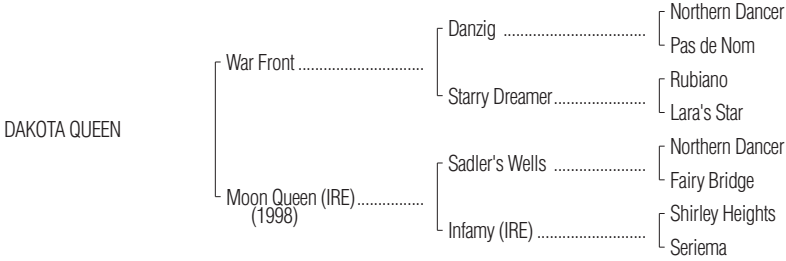 Northern Dancer
Danzig ..................................
Pas de Nom
War Front ..............................
Rubiano
Starry Dreamer......................
Lara's Star
DAKOTA QUEEN
Northern Dancer
Sadler's Wells ......................
Fairy Bridge
Moon Queen (IRE)................
(1998)
Shirley Heights
Infamy (IRE) ..........................
Seriema